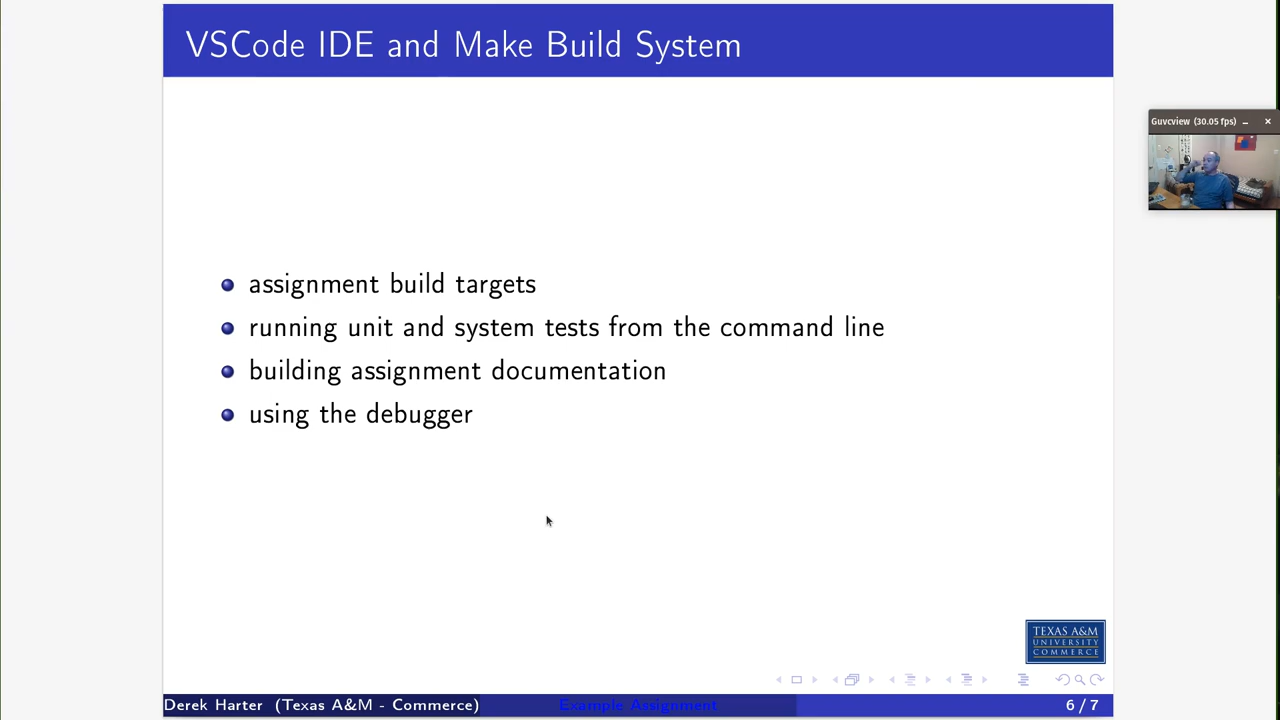 VSCode IDE and Make Build System
Guvcview (30.05 fps)
assignment build targets
running unit and system tests from the command line
building assignment documentation
using the debugger
TEXAS A&M
UNIVERSITY
COMMERCE
Derek Harter (Texas A&M - Commerce)
Example Assignment
6 / 7